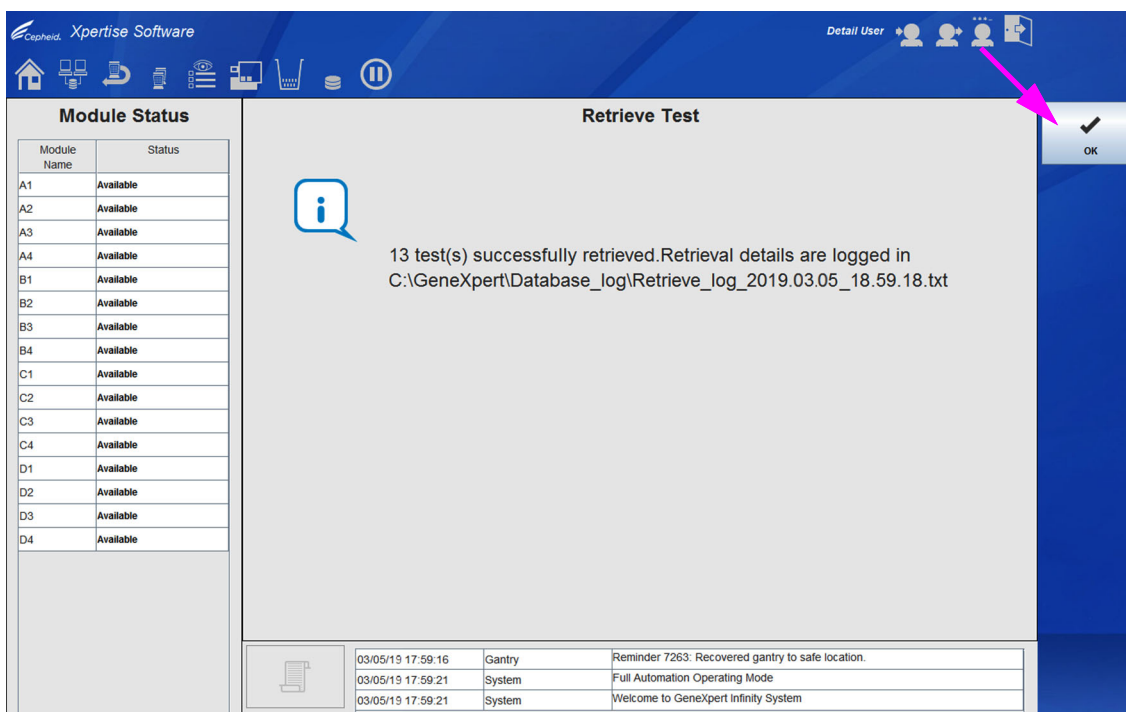 Cepheid. Xpertise Software
Detail User
Module Status
Retrieve Test
OK
Module Name Status
A1 Available
A2 Available
A3 Available
A4 Available
B1 Available
B2 Available
B3 Available
B4 Available
C1 Available
C2 Available
C3 Available
C4 Available
D1 Available
D2 Available
D3 Available
D4 Available
13 test(s) successfully retrieved.Retrieval details are logged in
C:\GeneXpert\Database_log\Retrieve_log_2019.03.05_18.59.18.txt
03/05/19 17:59:16 Gantry Reminder 7263: Recovered gantry to safe location.
03/05/19 17:59:21 System Full Automation Operating Mode
03/05/19 17:59:21 System Welcome to GeneXpert Infinity System